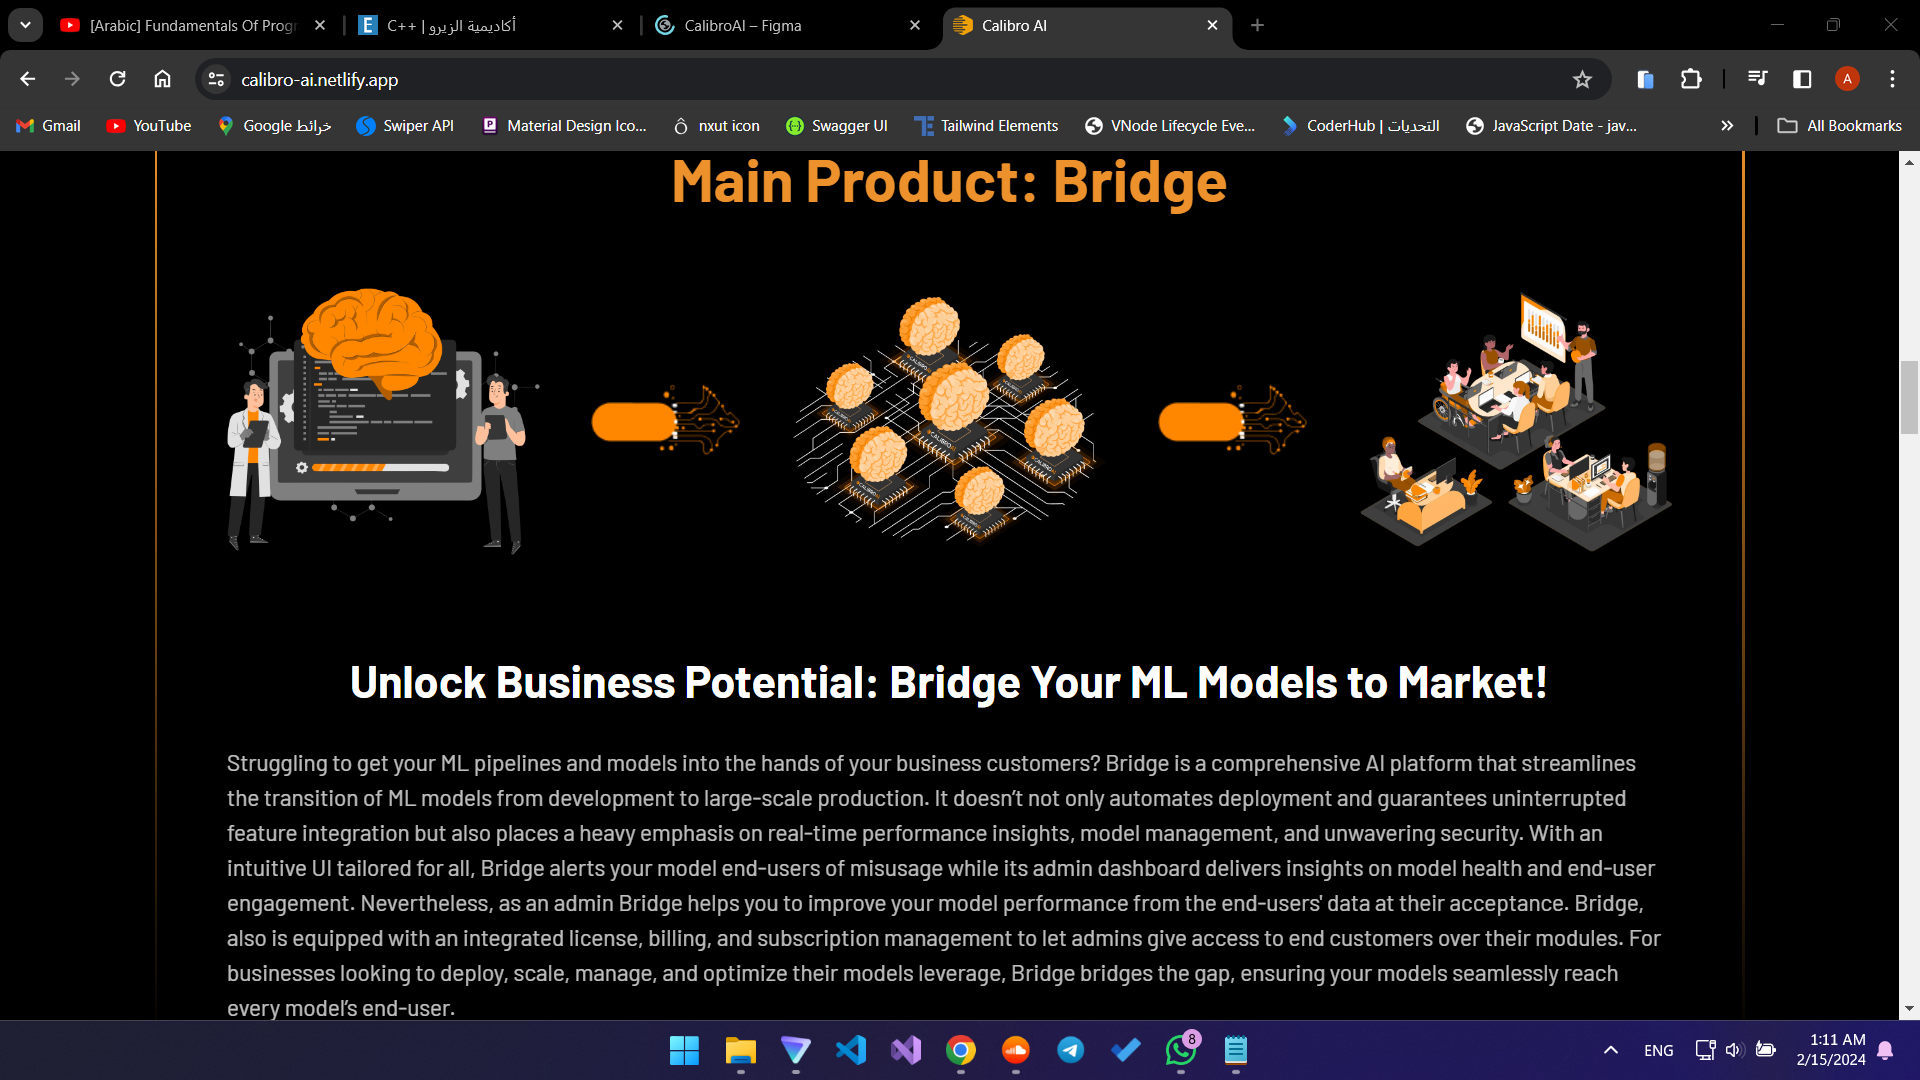 [Arabic] Fundamentals Of Progr
C++ | أكاديمية الزيرو
CalibroAI – Figma
Calibro AI
calibro-ai.netlify.app
A
Gmail
YouTube
Google خرائط
Swiper API
Material Design Ico...
nxut icon
Swagger UI
Tailwind Elements
VNode Lifecycle Eve...
CoderHub | التحديات
JavaScript Date - jav...
All Bookmarks
Main Product: Bridge
Unlock Business Potential: Bridge Your ML Models to Market!
Struggling to get your ML pipelines and models into the hands of your business customers? Bridge is a comprehensive AI platform that streamlines
the transition of ML models from development to large-scale production. It doesn’t not only automates deployment and guarantees uninterrupted
feature integration but also places a heavy emphasis on real-time performance insights, model management, and unwavering security. With an
intuitive UI tailored for all, Bridge alerts your model end-users of misusage while its admin dashboard delivers insights on model health and end-user
engagement. Nevertheless, as an admin Bridge helps you to improve your model performance from the end-users' data at their acceptance. Bridge,
also is equipped with an integrated license, billing, and subscription management to let admins give access to end customers over their modules. For
businesses looking to deploy, scale, manage, and optimize their models leverage, Bridge bridges the gap, ensuring your models seamlessly reach
every model’s end-user.
8
ENG
1:11 AM
2/15/2024